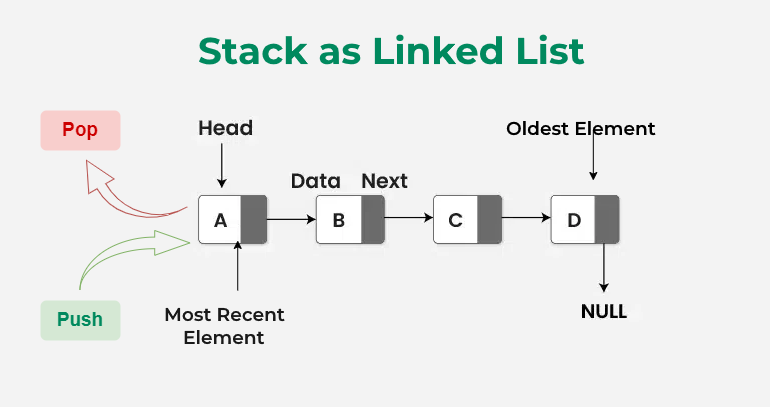 Stack as Linked List
Pop
Head
Oldest Element
Data Next
A
B
C
D
Push
Most Recent
Element
NULL